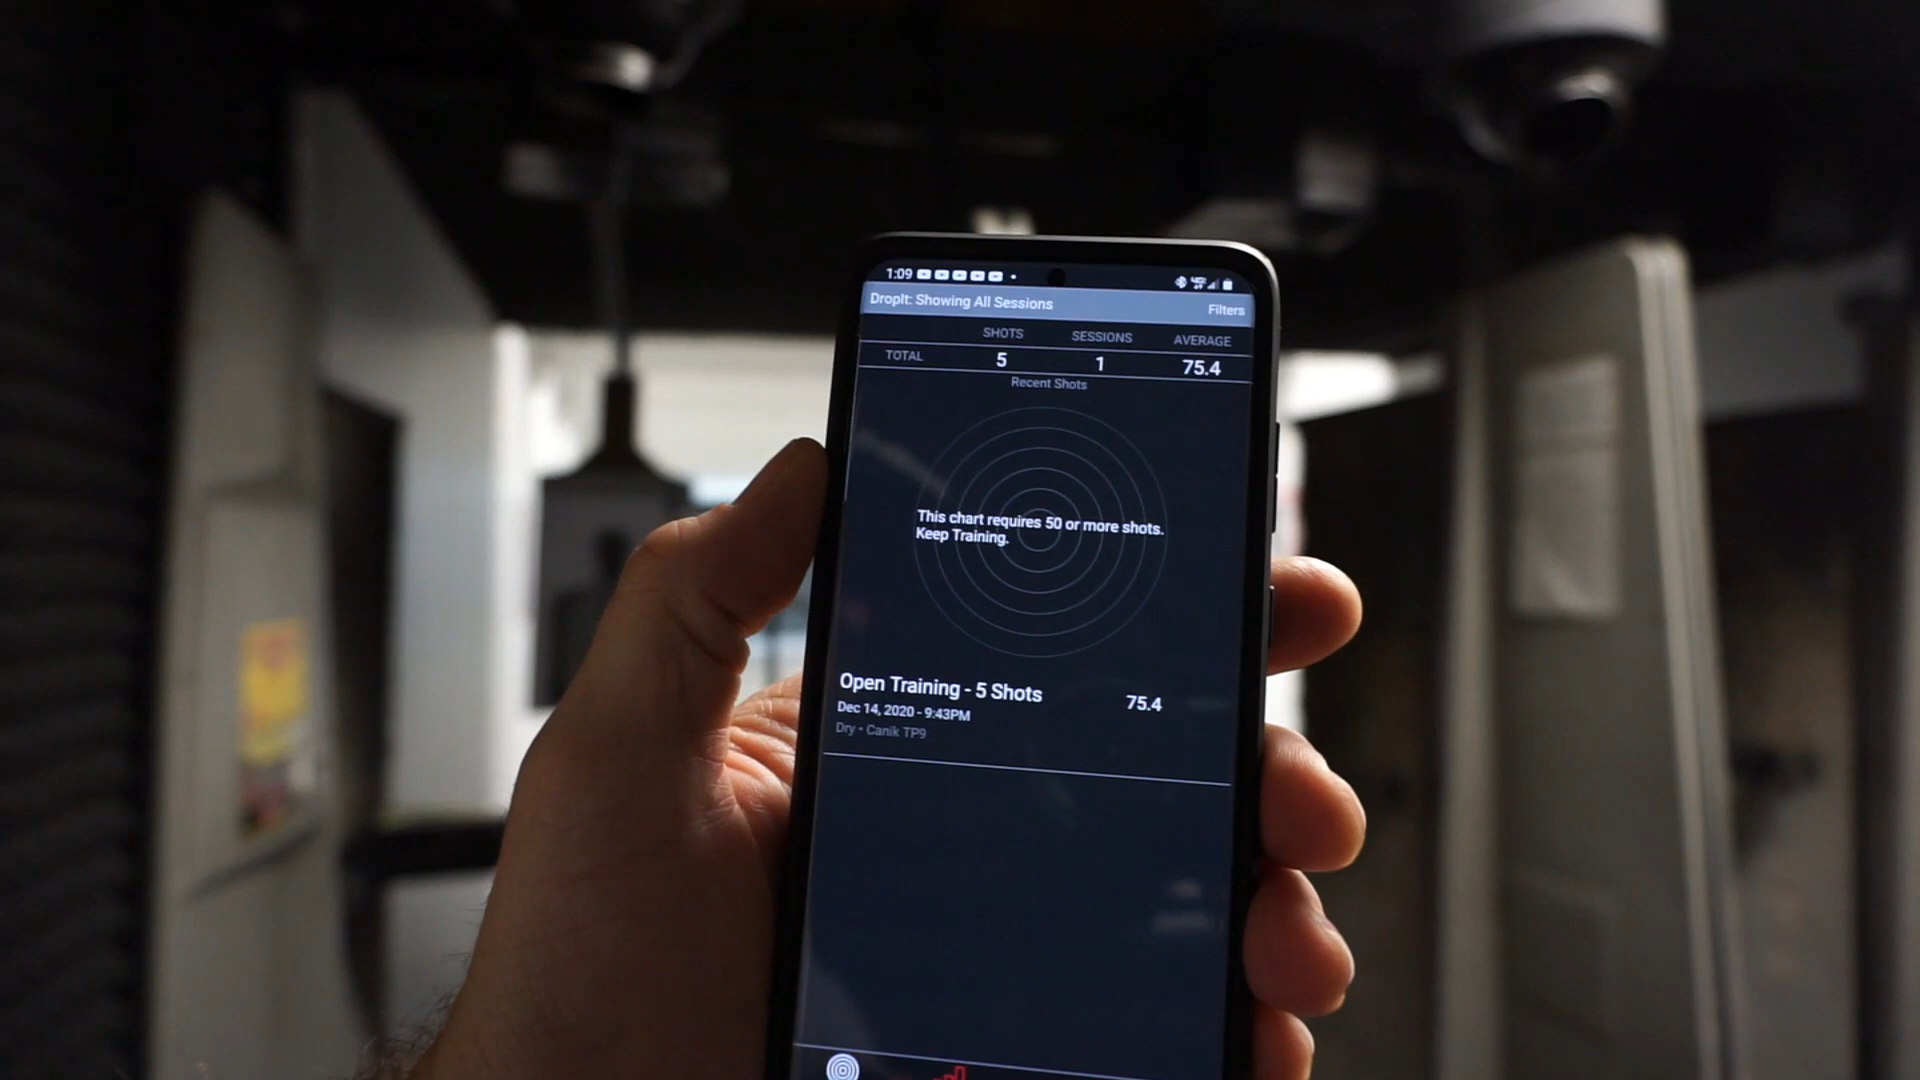 1:09
DropIt: Showing All Sessions
Filters
SHOTS SESSIONS AVERAGE
TOTAL 5 1 75.4
Recent Shots
This chart requires 50 or more shots.
Keep Training.
Open Training - 5 Shots 75.4
Dec 14, 2020 - 9:43PM
Dry • Canik TP9